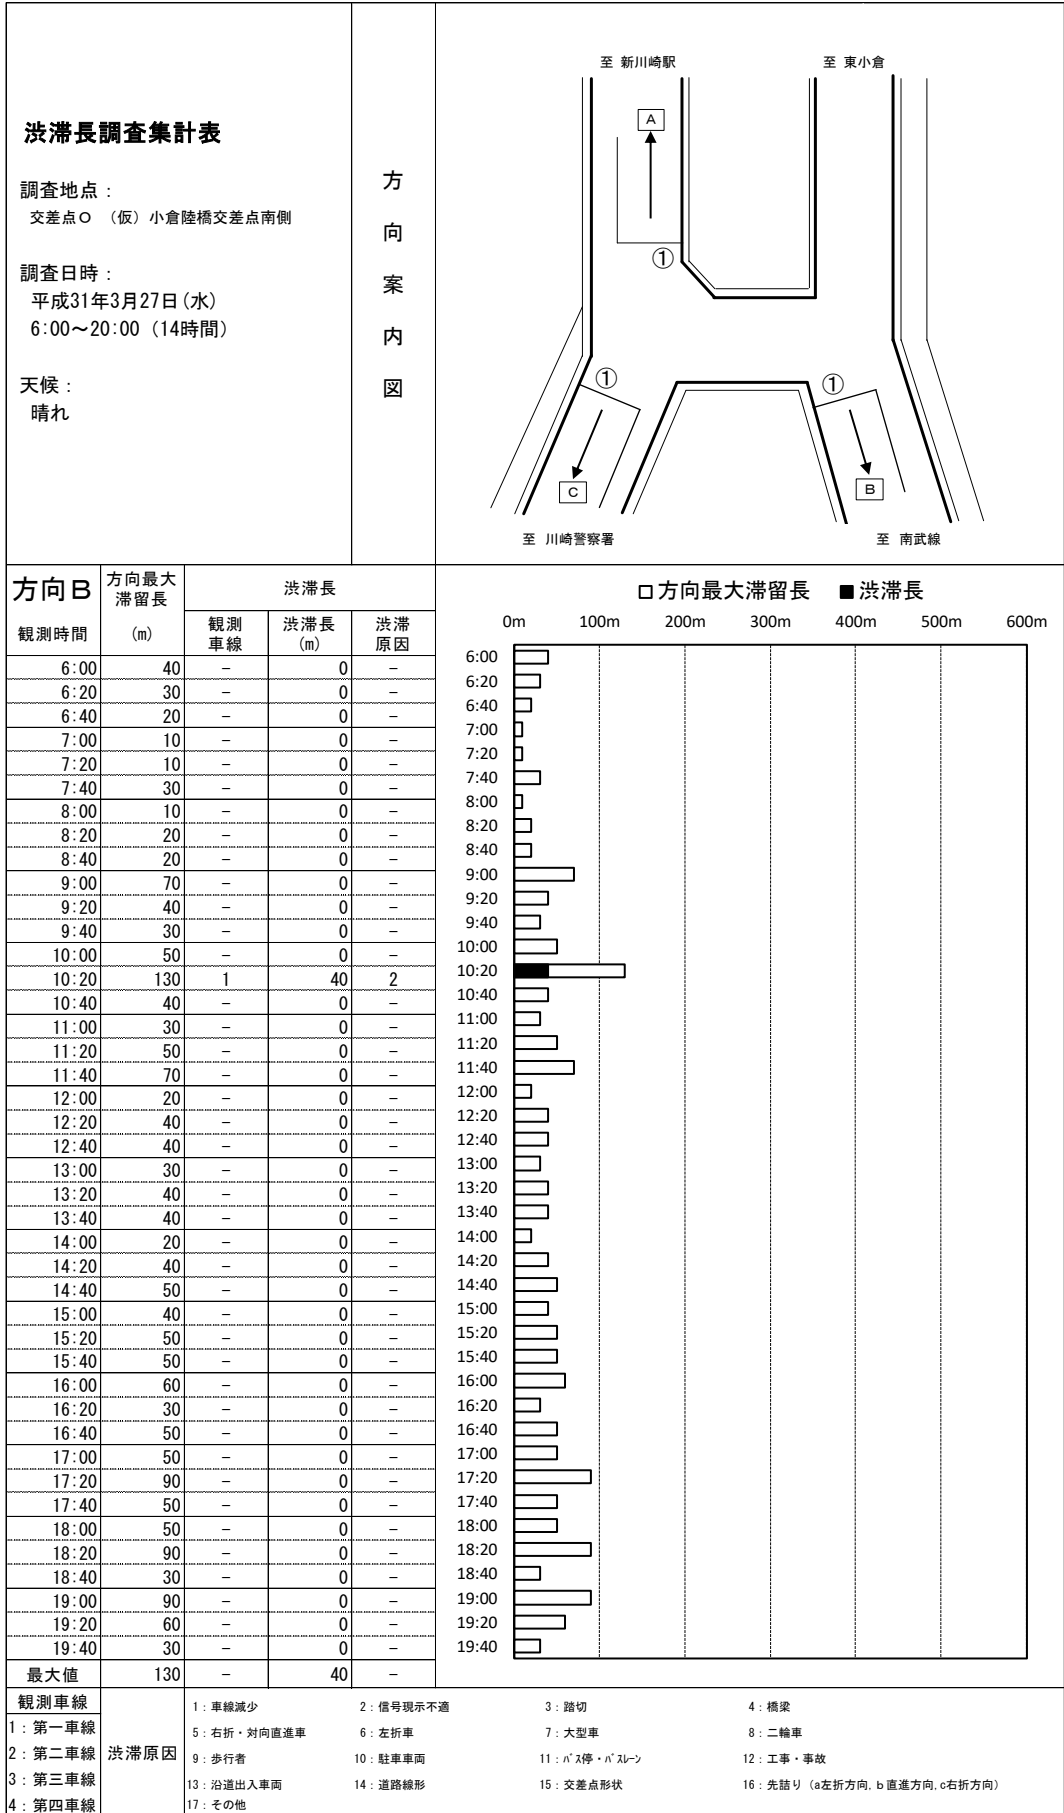 渋滞長調査集計表
調査地点：
交差点O （仮）小倉陸橋交差点南側
調査日時：
平成31年3月27日(水)
6:00～20:00 (14時間)
天候：
晴れ
方
向
案
内
図
至 新川崎駅
至 東小倉
A
①
①
①
C
B
至 川崎警察署
至 南武線
方向B 方向最大滞留長 渋滞長
観測時間 (m) 観測車線 渋滞長(m) 渋滞原因
6:00 40 － 0 －
6:20 30 － 0 －
6:40 20 － 0 －
7:00 10 － 0 －
7:20 10 － 0 －
7:40 30 － 0 －
8:00 10 － 0 －
8:20 20 － 0 －
8:40 20 － 0 －
9:00 70 － 0 －
9:20 40 － 0 －
9:40 30 － 0 －
10:00 50 － 0 －
10:20 130 1 40 2
10:40 40 － 0 －
11:00 30 － 0 －
11:20 50 － 0 －
11:40 70 － 0 －
12:00 20 － 0 －
12:20 40 － 0 －
12:40 40 － 0 －
13:00 30 － 0 －
13:20 40 － 0 －
13:40 40 － 0 －
14:00 20 － 0 －
14:20 40 － 0 －
14:40 50 － 0 －
15:00 40 － 0 －
15:20 50 － 0 －
15:40 50 － 0 －
16:00 60 － 0 －
16:20 30 － 0 －
16:40 50 － 0 －
17:00 50 － 0 －
17:20 90 － 0 －
17:40 50 － 0 －
18:00 50 － 0 －
18:20 90 － 0 －
18:40 30 － 0 －
19:00 90 － 0 －
19:20 60 － 0 －
19:40 30 － 0 －
最大値 130 － 40 －
□方向最大滞留長 ■渋滞長
0m 100m 200m 300m 400m 500m 600m
6:00
6:20
6:40
7:00
7:20
7:40
8:00
8:20
8:40
9:00
9:20
9:40
10:00
10:20
10:40
11:00
11:20
11:40
12:00
12:20
12:40
13:00
13:20
13:40
14:00
14:20
14:40
15:00
15:20
15:40
16:00
16:20
16:40
17:00
17:20
17:40
18:00
18:20
18:40
19:00
19:20
19:40
観測車線
1：第一車線
2：第二車線
3：第三車線
4：第四車線
渋滞原因
1：車線減少 2：信号現示不適 3：踏切 4：橋梁
5：右折・対向直進車 6：左折車 7：大型車 8：二輪車
9：歩行者 10：駐車車両 11：ﾊﾞｽ停・ﾊﾞｽﾚｰﾝ 12：工事・事故
13：沿道出入車両 14：道路線形 15：交差点形状 16：先詰り（a左折方向，b直進方向，c右折方向）
17：その他